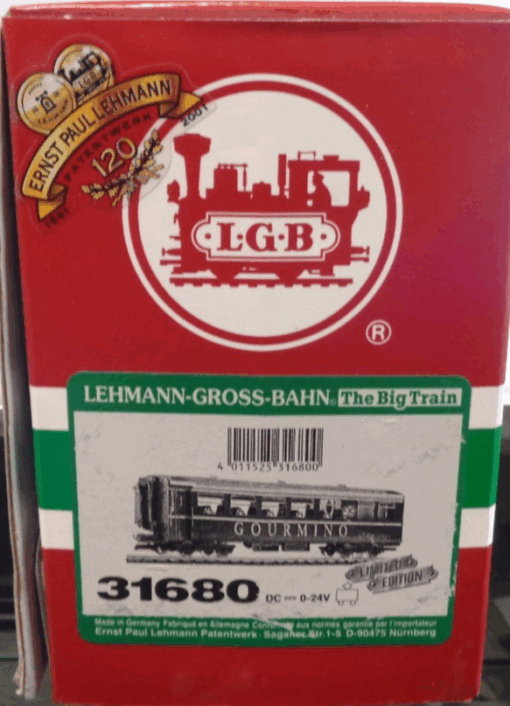 ERNST PAUL LEHMANN
PATENTWERK
120
1881
2001
L·G·B
®
LEHMANN-GROSS-BAHN® The Big Train
4 011525 316800
GOURMINO
31680 DC 0-24V
LIMITED
EDITION
Made in Germany Fabriqué en Allemagne Conformité aux normes garantie par l'importateur
Ernst Paul Lehmann Patentwerk · Saganer Str. 1-5 D-90475 Nürnberg